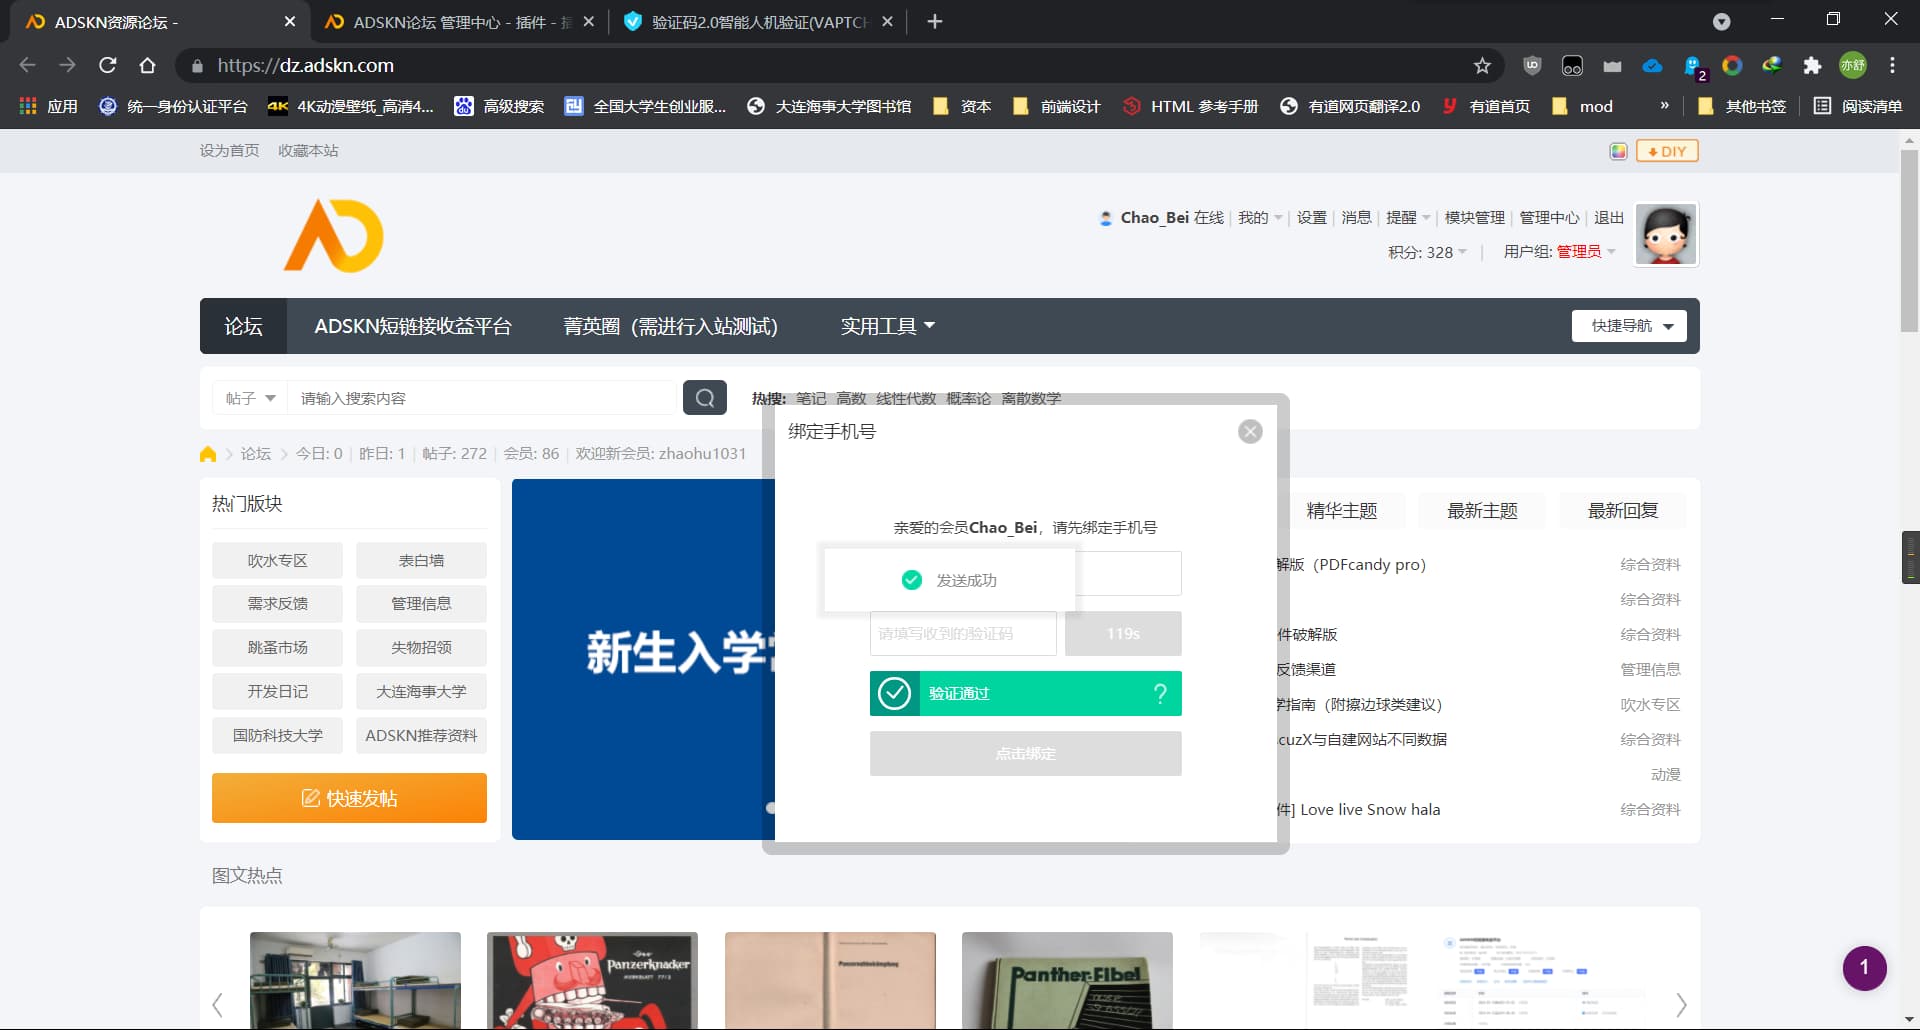 ADSKN资源论坛 -
ADSKN论坛 管理中心 - 插件 -
验证码2.0智能人机验证(VAPTCH
https://dz.adskn.com
2
亦舒
应用
统一身份认证平台
4K
4K动漫壁纸_高清4...
高级搜索
全国大学生创业服...
大连海事大学图书馆
资本
前端设计
HTML 参考手册
有道网页翻译2.0
有道首页
mod
»
其他书签
阅读清单
设为首页
收藏本站
DIY
Chao_Bei 在线 | 我的 | 设置 | 消息 | 提醒 | 模块管理 | 管理中心 | 退出
积分: 328 | 用户组: 管理员
论坛
ADSKN短链接收益平台
菁英圈（需进行入站测试）
实用工具
快捷导航
帖子
请输入搜索内容
热搜: 笔记 高数 线性代数 概率论 离散数学
论坛
今日: 0 | 昨日: 1 | 帖子: 272 | 会员: 86 | 欢迎新会员: zhaohu1031
绑定手机号
亲爱的会员Chao_Bei，请先绑定手机号
发送成功
请填写收到的验证码
119s
验证通过
?
点击绑定
热门版块
吹水专区
表白墙
需求反馈
管理信息
跳蚤市场
失物招领
开发日记
大连海事大学
国防科技大学
ADSKN推荐资料
快速发帖
新生入学
精华主题
最新主题
最新回复
解版（PDFcandy pro）
综合资料
综合资料
件破解版
综合资料
反馈渠道
管理信息
学指南（附擦边球类建议）
吹水专区
cuzX与自建网站不同数据
综合资料
动漫
件] Love live Snow hala
综合资料
图文热点
Panzerknacker
Panther-Fibel
1